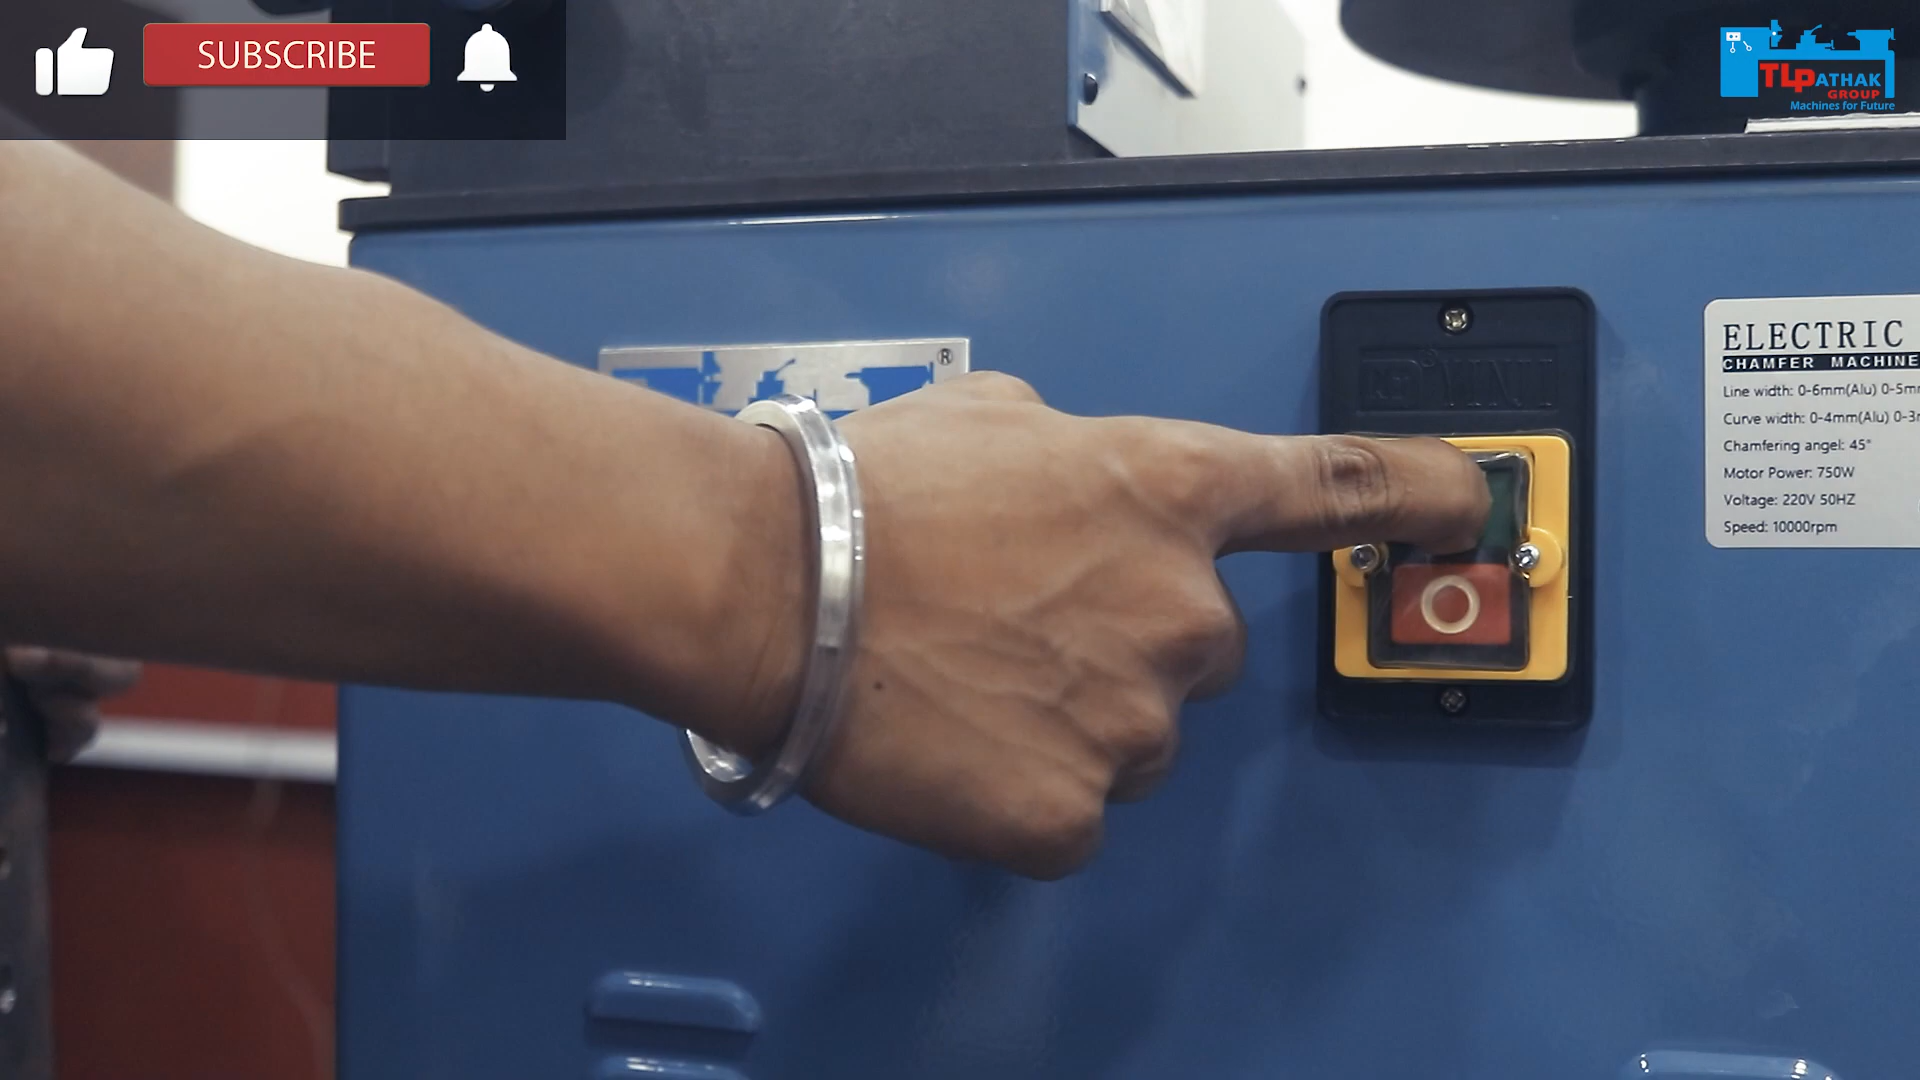 SUBSCRIBE
TLPATHAK
GROUP
Machines for Future
®
ELECTRIC
CHAMFER MACHINE
Line width: 0-6mm(Alu) 0-5m
Curve width: 0-4mm(Alu) 0-3
Chamfering angel: 45°
Motor Power: 750W
Voltage: 220V 50HZ
Speed: 10000rpm